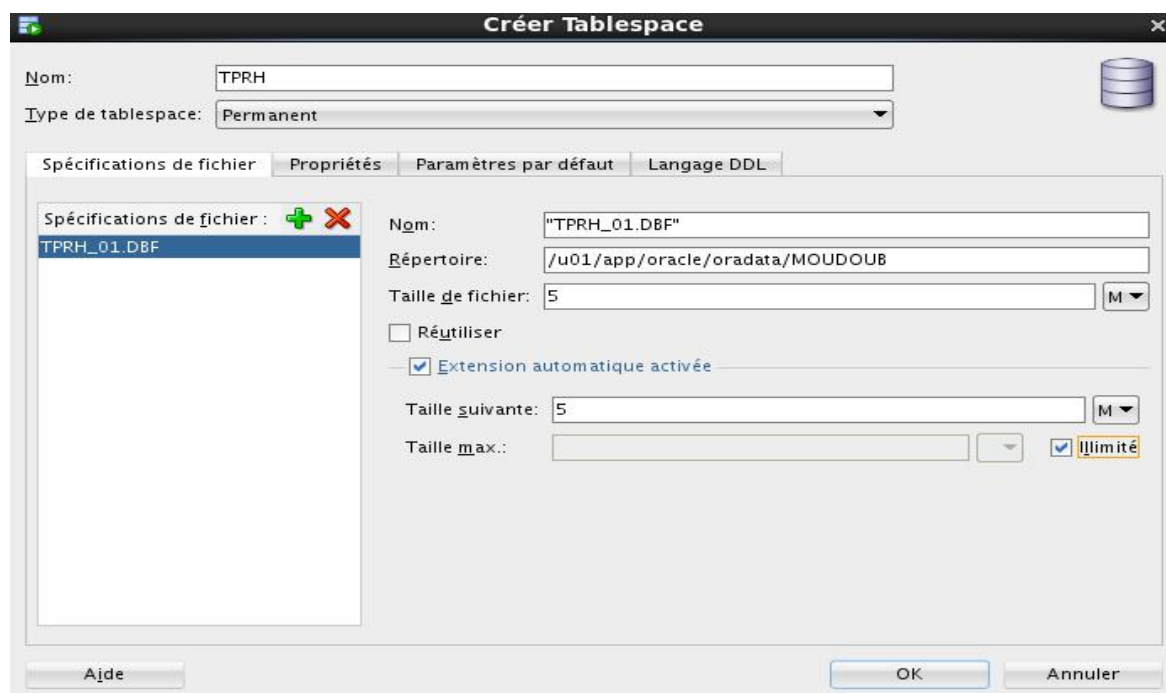 Créer Tablespace
Nom: TPRH
Type de tablespace: Permanent
Spécifications de fichier Propriétés Paramètres par défaut Langage DDL
Spécifications de fichier :
TPRH_01.DBF
Nom: "TPRH_01.DBF"
Répertoire: /u01/app/oracle/oradata/MOUDOUB
Taille de fichier: 5 M
Réutiliser
Extension automatique activée
Taille suivante: 5 M
Taille max.: Illimité
Aide OK Annuler